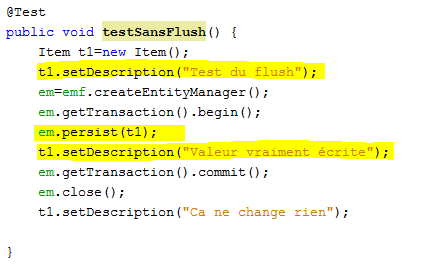 @Test
public void testSansFlush() {
    Item t1=new Item();
    t1.setDescription("Test du flush");
    em=emf.createEntityManager();
    em.getTransaction().begin();
    em.persist(t1);
    t1.setDescription("Valeur vraiment écrite");
    em.getTransaction().commit();
    em.close();
    t1.setDescription("Ca ne change rien");
}